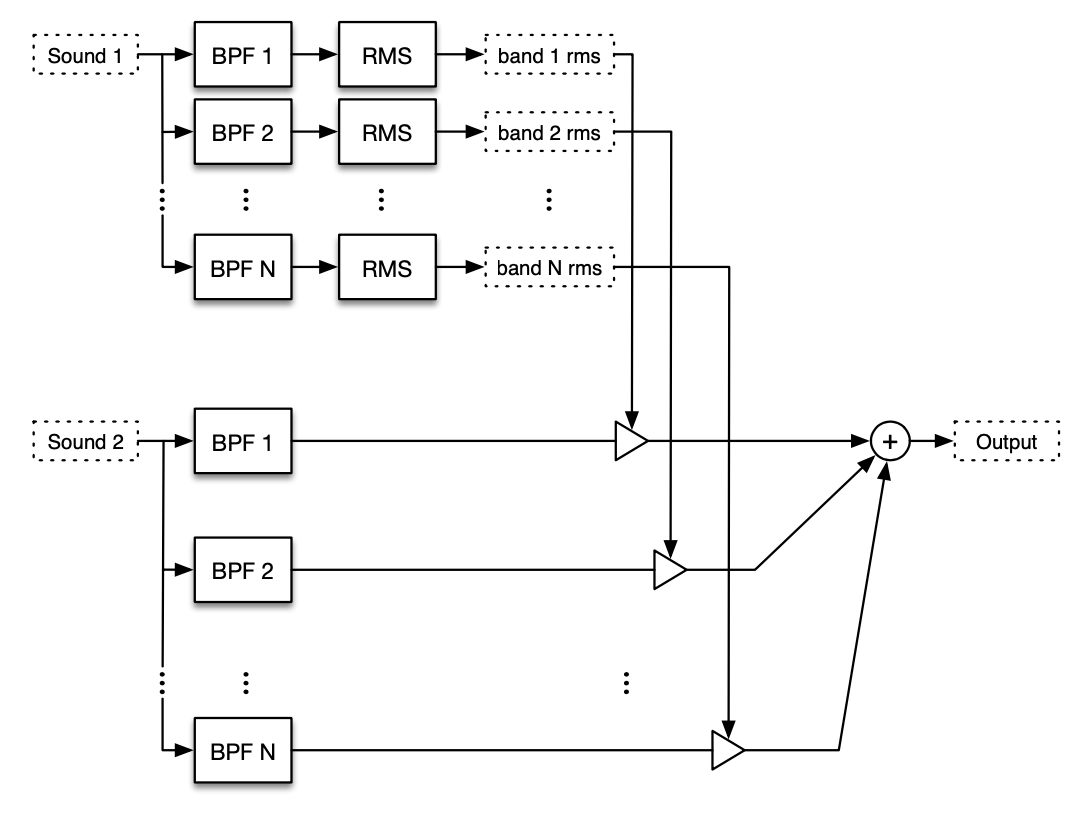 Sound 1
BPF 1
RMS
band 1 rms
BPF 2
RMS
band 2 rms
BPF N
RMS
band N rms
Sound 2
BPF 1
+
Output
BPF 2
BPF N